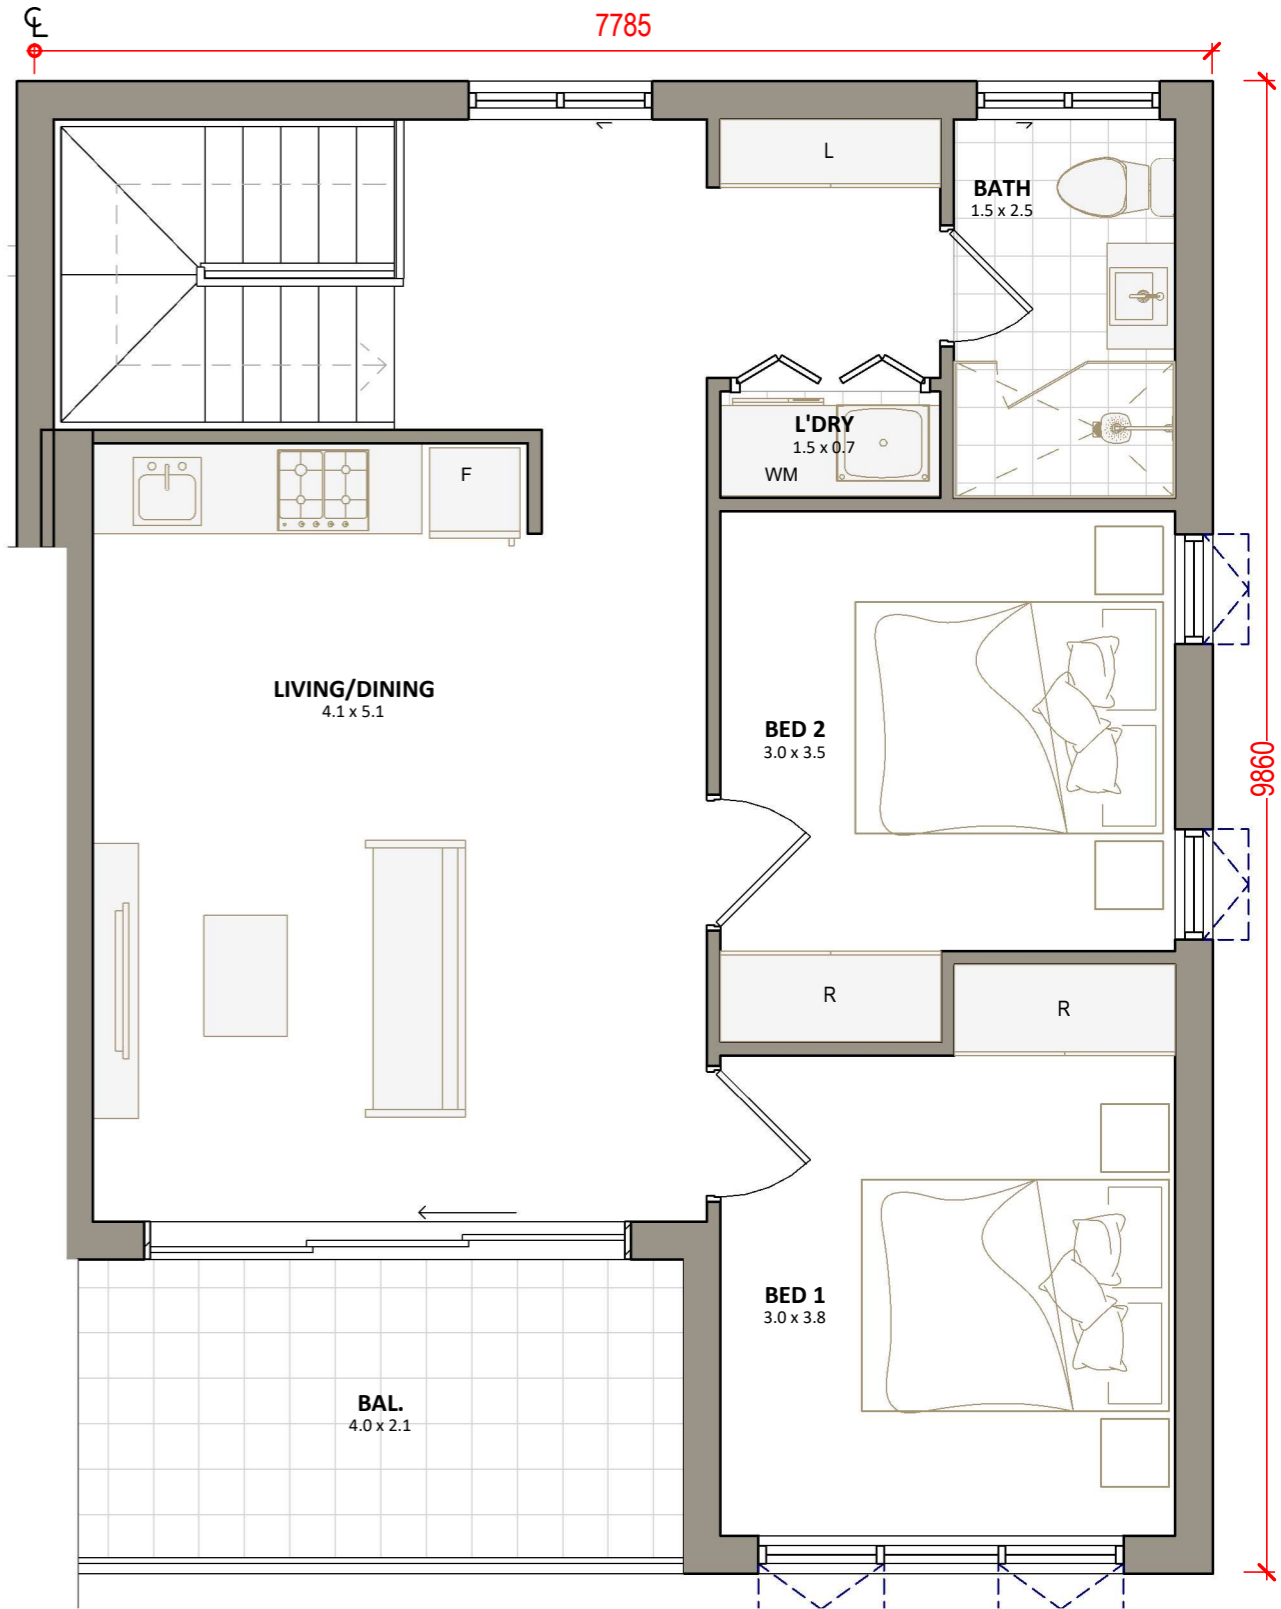 ℄
7785
L
BATH
1.5 x 2.5
L'DRY
1.5 x 0.7
WM
F
LIVING/DINING
4.1 x 5.1
BED 2
3.0 x 3.5
9860
R
R
BED 1
3.0 x 3.8
BAL.
4.0 x 2.1